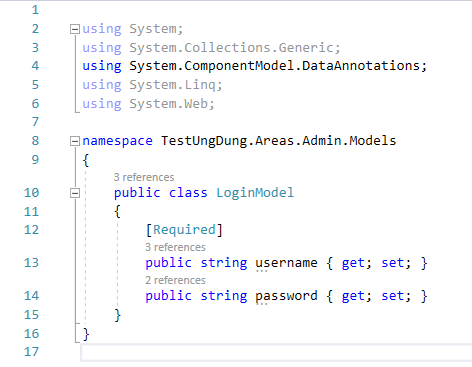 1
2 using System;
3 using System.Collections.Generic;
4 using System.ComponentModel.DataAnnotations;
5 using System.Linq;
6 using System.Web;
7
8 namespace TestUngDung.Areas.Admin.Models
9 {
3 references
10 public class LoginModel
11 {
12 [Required]
3 references
13 public string username { get; set; }
2 references
14 public string password { get; set; }
15 }
16 }
17